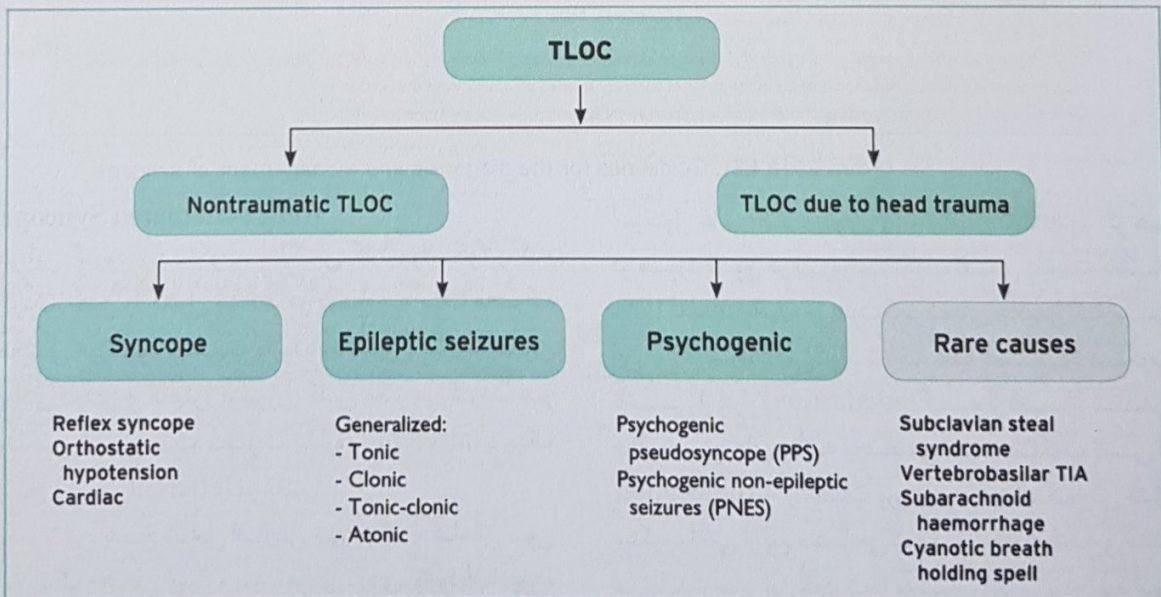 TLOC
Nontraumatic TLOC
TLOC due to head trauma
Syncope
Epileptic seizures
Psychogenic
Rare causes
Reflex syncope
Orthostatic
hypotension
Cardiac
Generalized:
- Tonic
- Clonic
- Tonic-clonic
- Atonic
Psychogenic
pseudosyncope (PPS)
Psychogenic non-epileptic
seizures (PNES)
Subclavian steal
syndrome
Vertebrobasilar TIA
Subarachnoid
haemorrhage
Cyanotic breath
holding spell